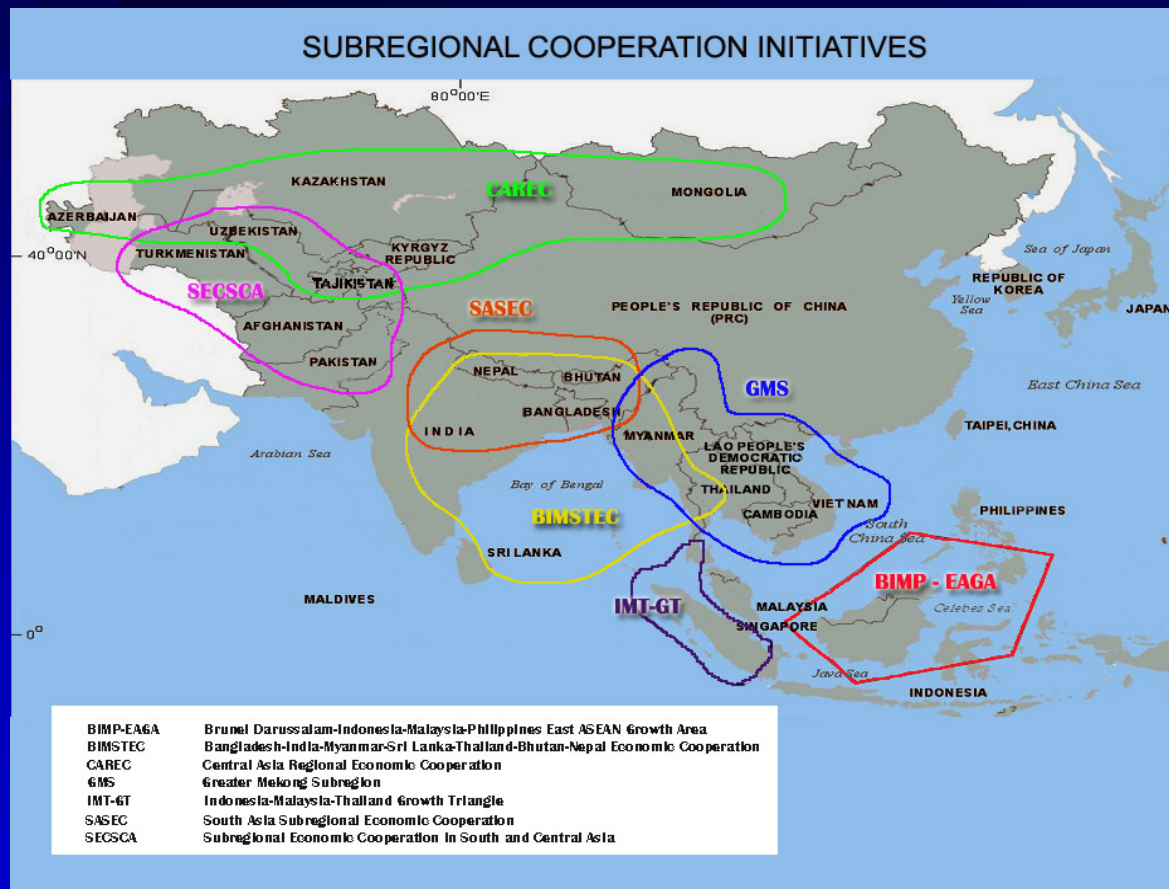 SUBREGIONAL COOPERATION INITIATIVES
80°00'E
KAZAKHSTAN
CAREC
MONGOLIA
AZERBAIJAN
UZBEKISTAN
40°00'N
TURKMENISTAN
KYRGYZ
REPUBLIC
Sea of Japan
SECSCA
TAJIKISTAN
REPUBLIC OF
KOREA
SASEC
PEOPLE'S REPUBLIC OF CHINA
(PRC)
Yellow
Sea
JAPAN
AFGHANISTAN
PAKISTAN
NEPAL
BHUTAN
GMS
East China Sea
BANGLADESH
INDIA
MYANMAR
TAIPEI,CHINA
Arabian Sea
LAO PEOPLE'S
DEMOCRATIC
REPUBLIC
Bay of Bengal
THAILAND
VIET NAM
CAMBODIA
PHILIPPINES
BIMSTEC
South
China Sea
SRI LANKA
BIMP - EAGA
MALDIVES
IMT-GT
MALAYSIA
Celebes Sea
SINGAPORE
0°
Java Sea
INDONESIA
BIMP-EAGA Brunei Darussalam-Indonesia-Malaysia-Philippines East ASEAN Growth Area
BIMSTEC Bangladesh-India-Myanmar-Sri Lanka-Thailand-Bhutan-Nepal Economic Cooperation
CAREC Central Asia Regional Economic Cooperation
GMS Greater Mekong Subregion
IMT-GT Indonesia-Malaysia-Thailand Growth Triangle
SASEC South Asia Subregional Economic Cooperation
SECSCA Subregional Economic Cooperation in South and Central Asia